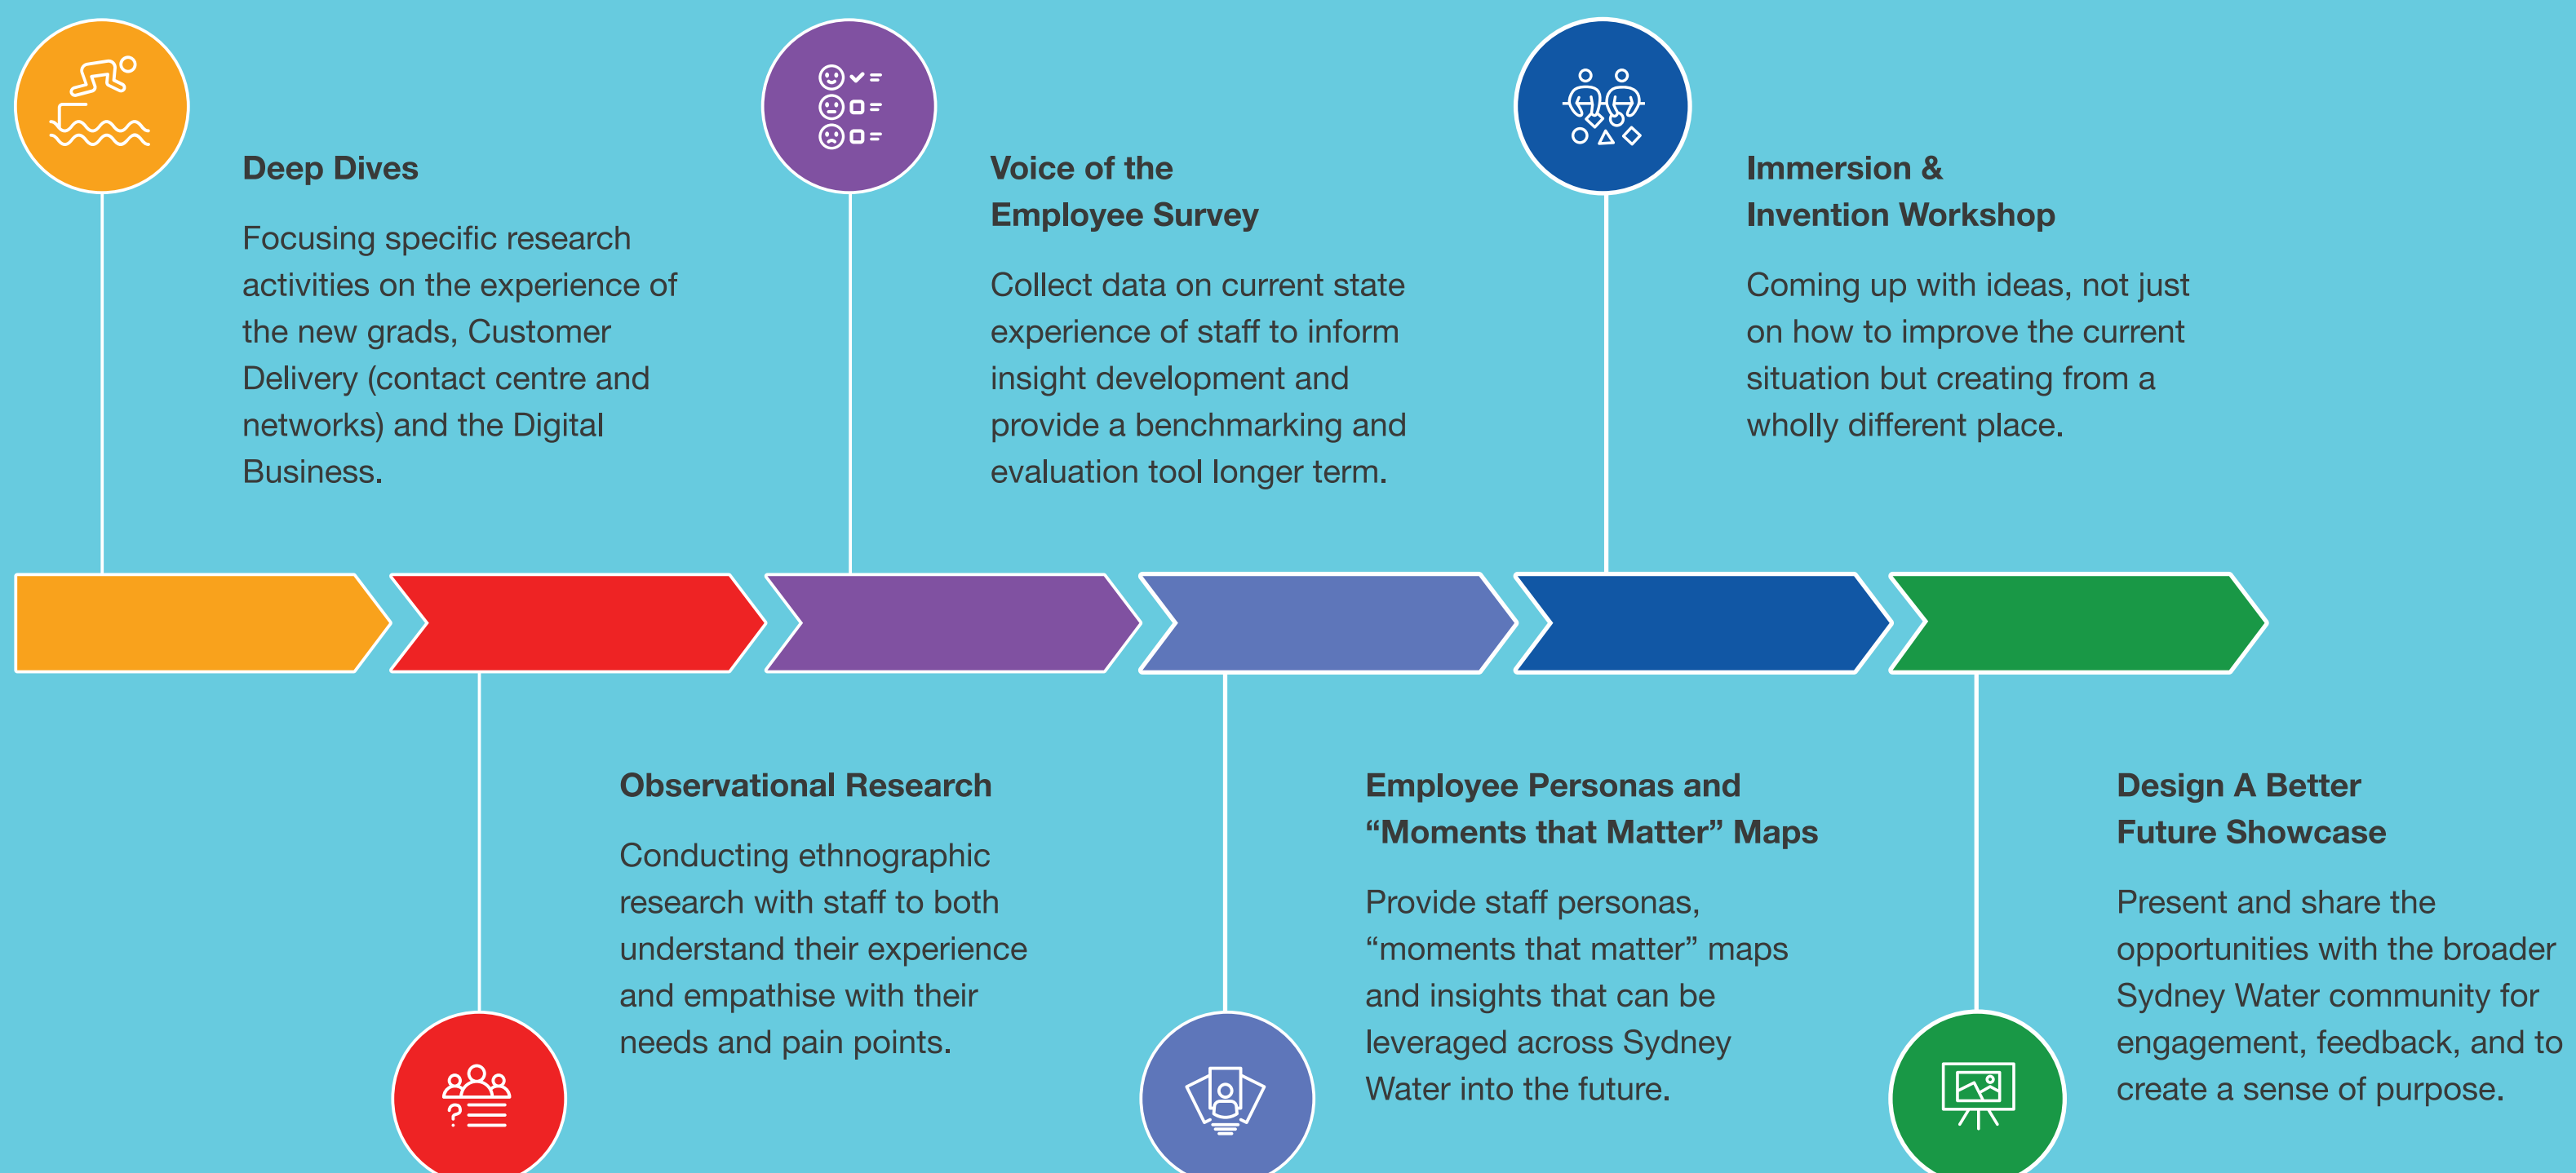 Deep Dives
Focusing specific research
activities on the experience of
the new grads, Customer
Delivery (contact centre and
networks) and the Digital
Business.
Voice of the
Employee Survey
Collect data on current state
experience of staff to inform
insight development and
provide a benchmarking and
evaluation tool longer term.
Immersion &
Invention Workshop
Coming up with ideas, not just
on how to improve the current
situation but creating from a
wholly different place.
Observational Research
Conducting ethnographic
research with staff to both
understand their experience
and empathise with their
needs and pain points.
Employee Personas and
“Moments that Matter” Maps
Provide staff personas,
“moments that matter” maps
and insights that can be
leveraged across Sydney
Water into the future.
Design A Better
Future Showcase
Present and share the
opportunities with the broader
Sydney Water community for
engagement, feedback, and to
create a sense of purpose.